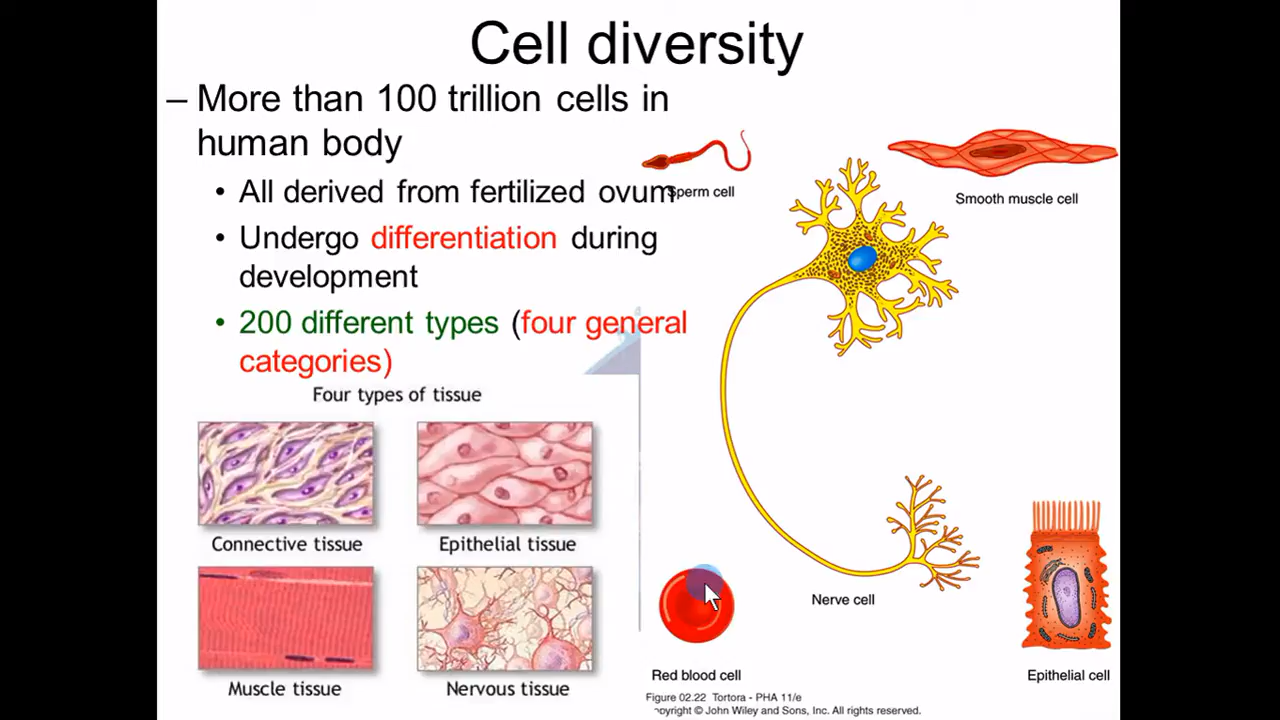 Cell diversity
– More than 100 trillion cells in
human body
• All derived from fertilized ovum
• Undergo differentiation during
development
• 200 different types (four general
categories)
Four types of tissue
Connective tissue
Epithelial tissue
Muscle tissue
Nervous tissue
Sperm cell
Smooth muscle cell
Nerve cell
Red blood cell
Epithelial cell
Figure 02.22 Tortora - PHA 11/e
opyright © John Wiley and Sons, Inc. All rights reserved.